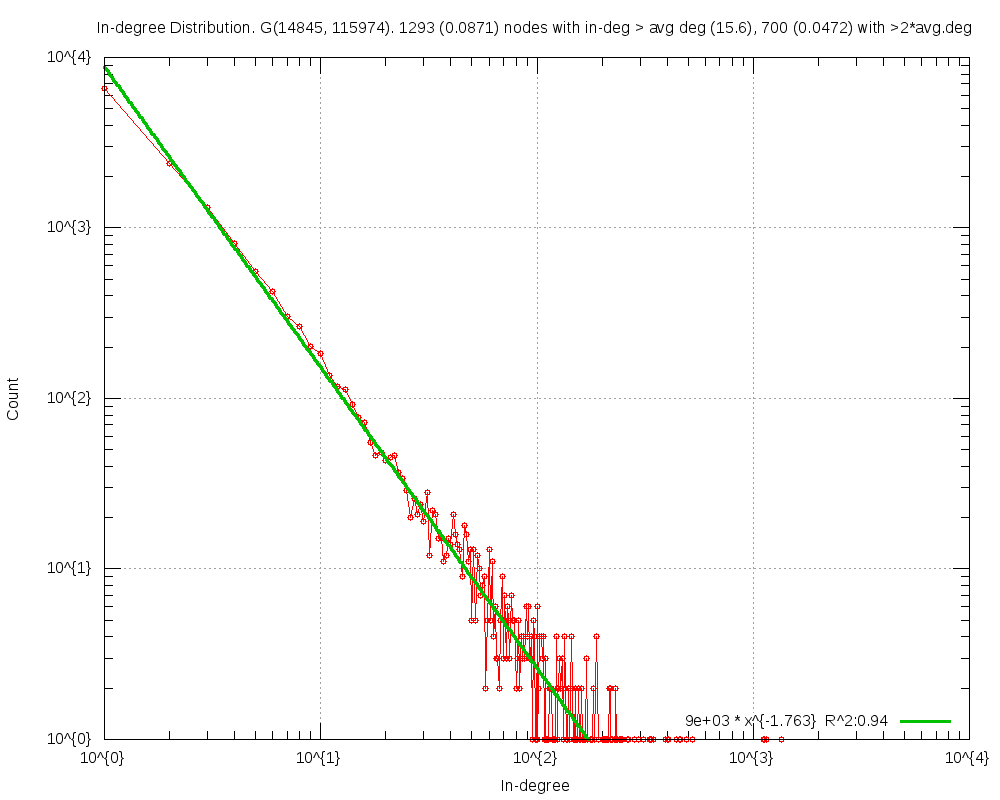 In-degree Distribution. G(14845, 115974). 1293 (0.0871) nodes with in-deg > avg deg (15.6), 700 (0.0472) with >2*avg.deg
10^{4}
10^{3}
10^{2}
10^{1}
10^{0}
Count
9e+03 * x^{-1.763} R^2:0.94
10^{0} 10^{1} 10^{2} 10^{3} 10^{4}
In-degree